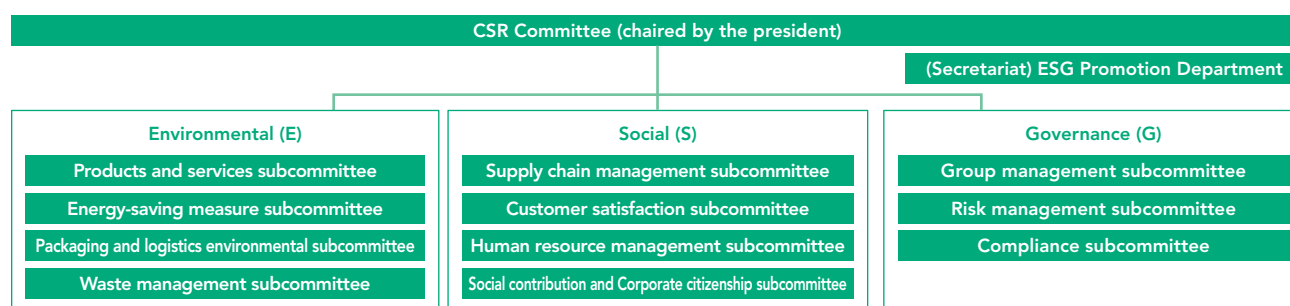 CSR Committee (chaired by the president)
(Secretariat) ESG Promotion Department
Environmental (E)
Products and services subcommittee
Energy-saving measure subcommittee
Packaging and logistics environmental subcommittee
Waste management subcommittee
Social (S)
Supply chain management subcommittee
Customer satisfaction subcommittee
Human resource management subcommittee
Social contribution and Corporate citizenship subcommittee
Governance (G)
Group management subcommittee
Risk management subcommittee
Compliance subcommittee